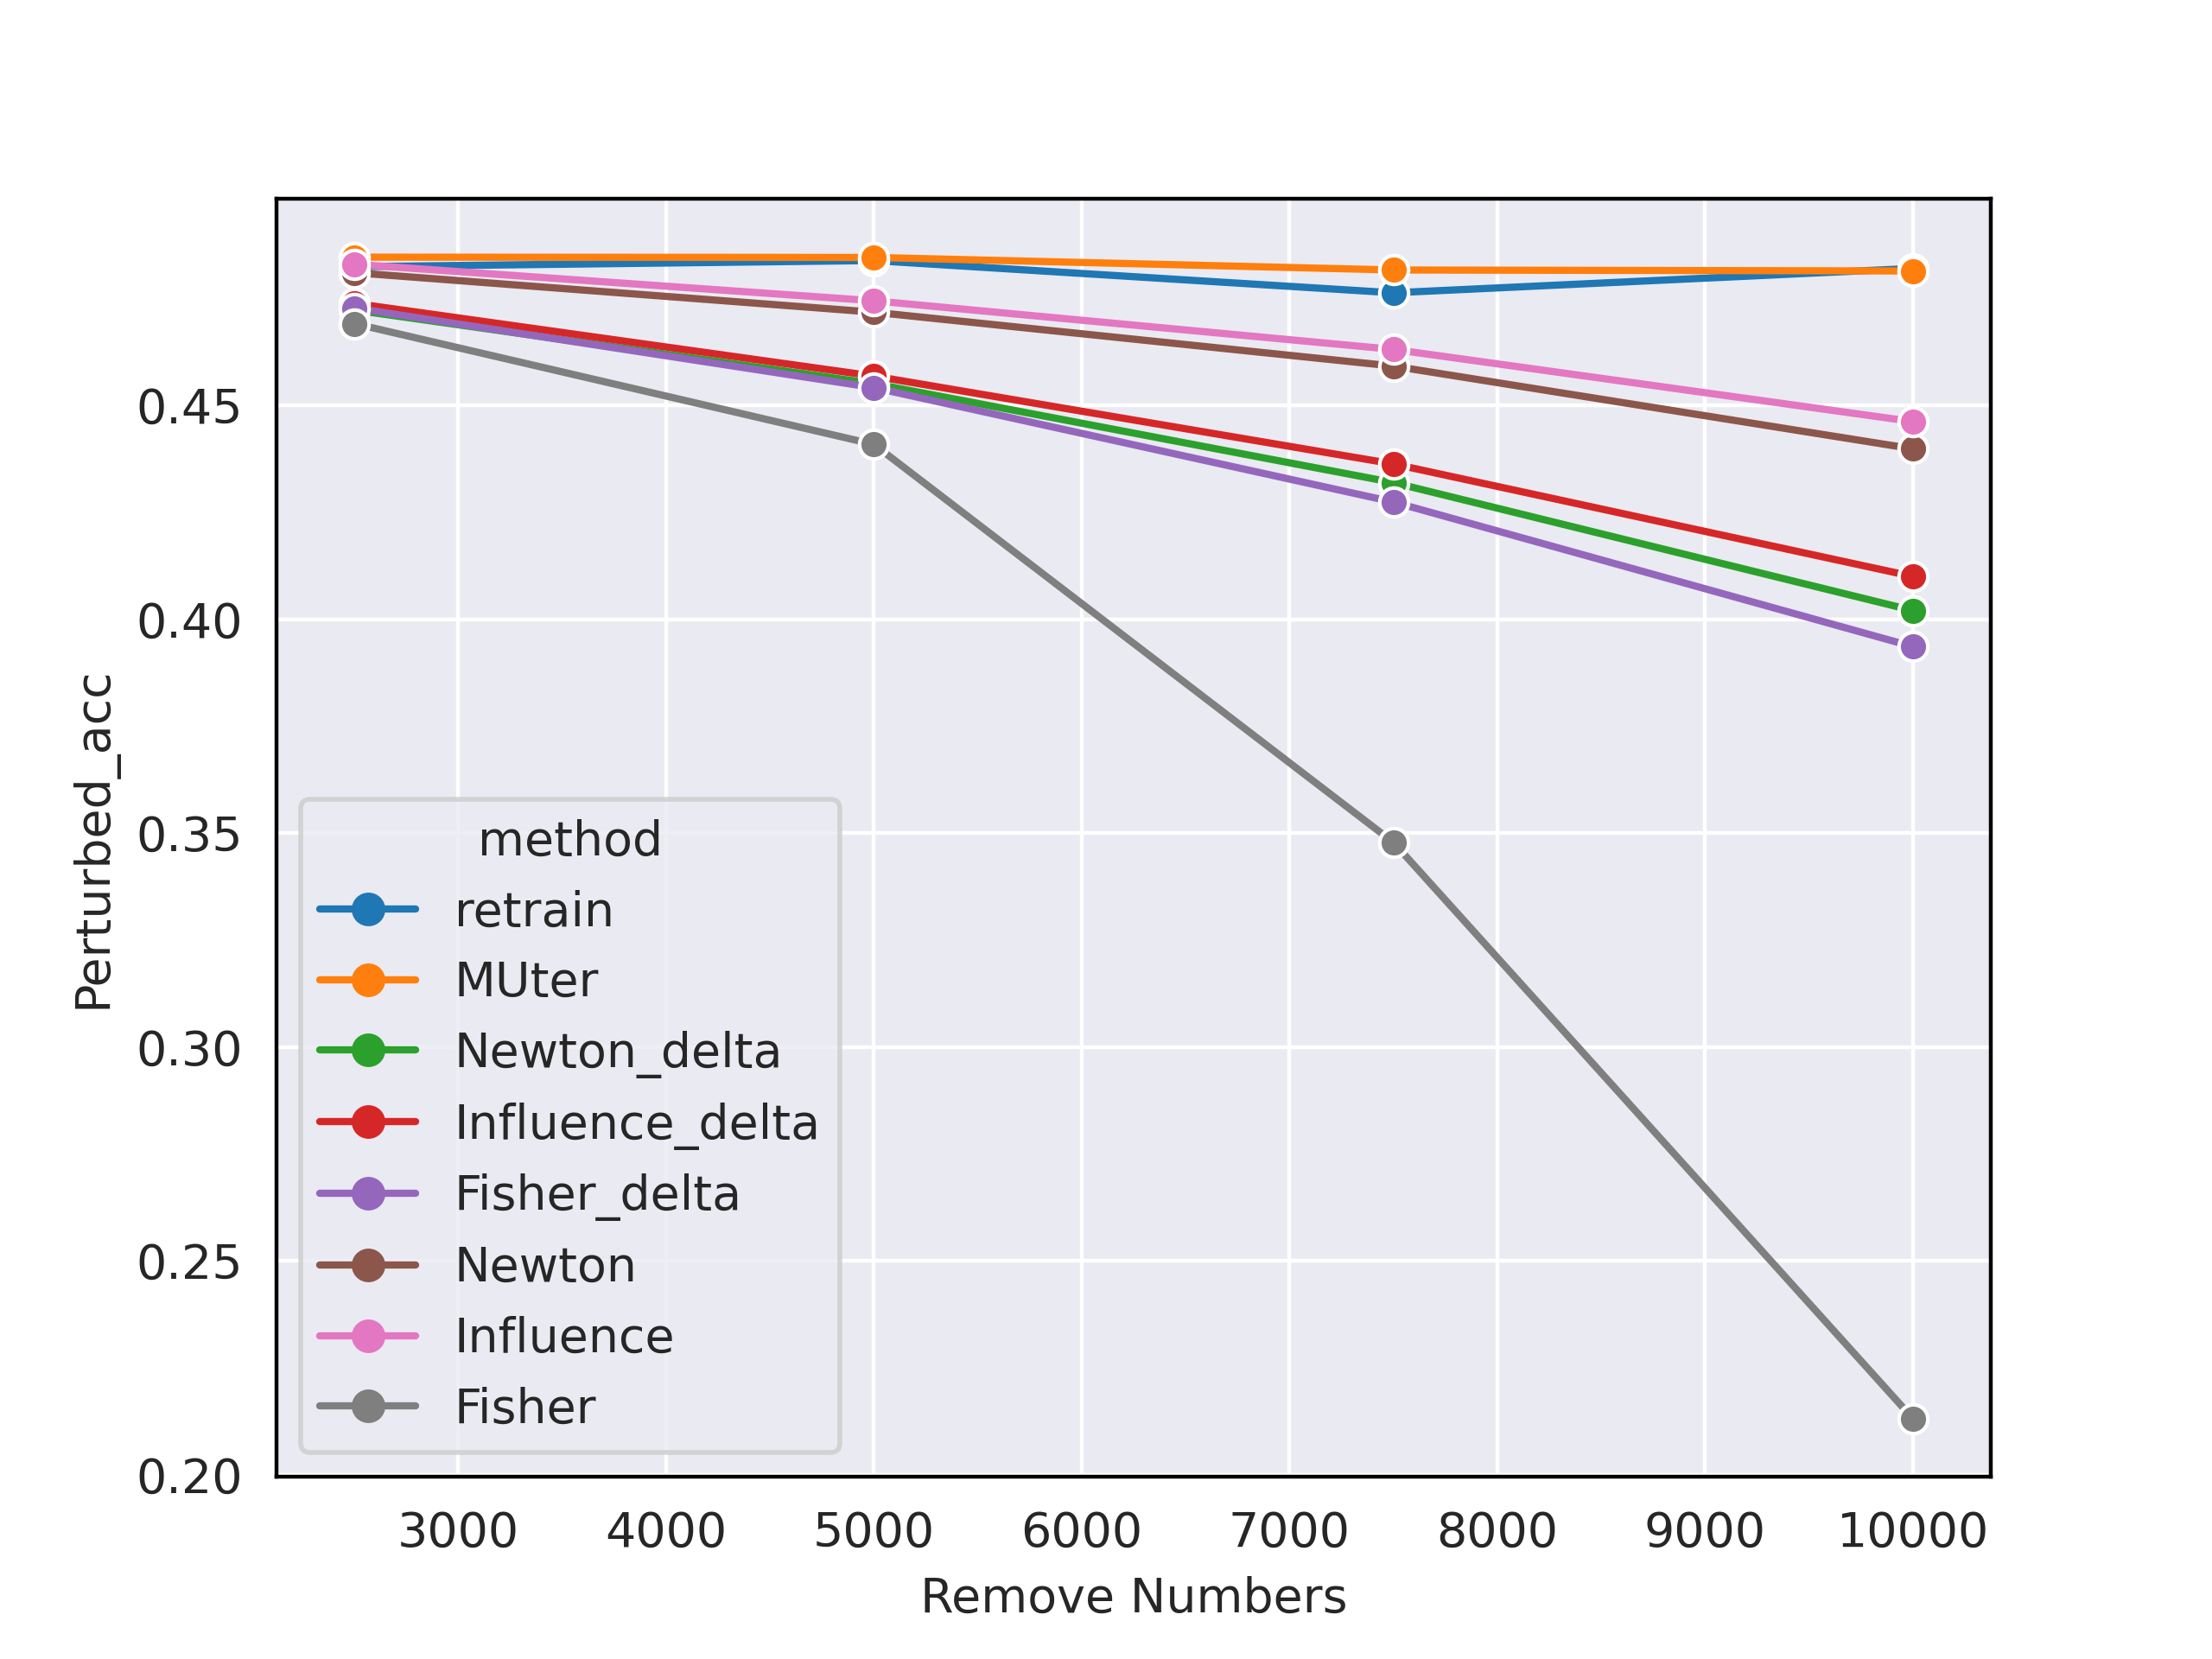 0.45
0.40
0.35
0.30
0.25
0.20
Perturbed_acc
method
retrain
MUter
Newton_delta
Influence_delta
Fisher_delta
Newton
Influence
Fisher
3000 4000 5000 6000 7000 8000 9000 10000
Remove Numbers